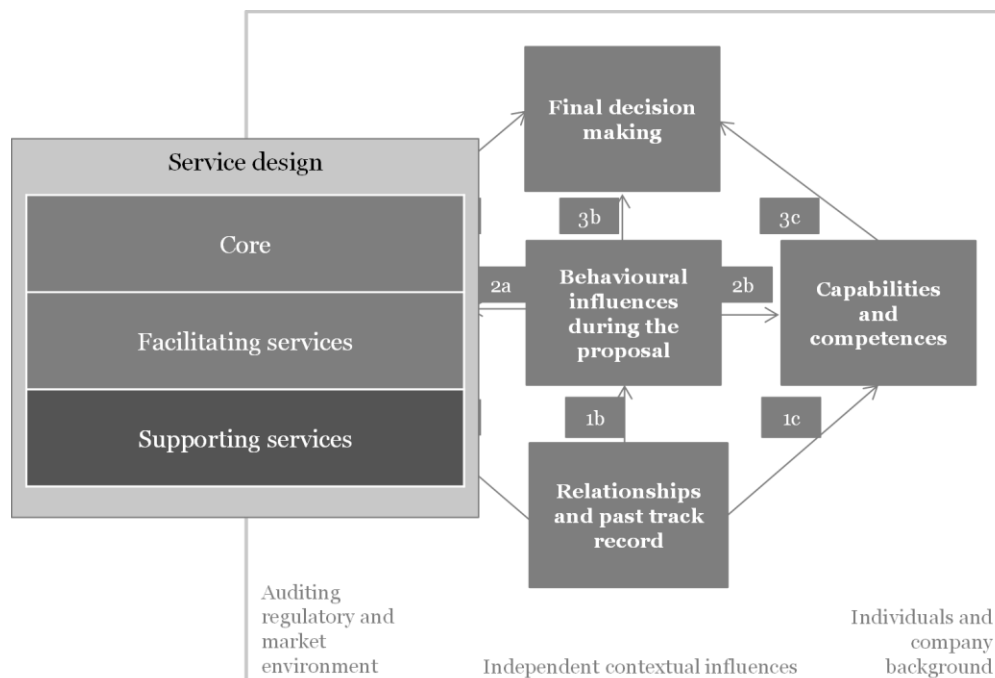 Final decision
making
Service design
Core
3b
3c
2a
Behavioural
influences
during the
proposal
2b
Capabilities
and
competences
Facilitating services
Supporting services
1b
1c
Relationships
and past track
record
Auditing
regulatory and
market
environment
Independent contextual influences
Individuals and
company
background